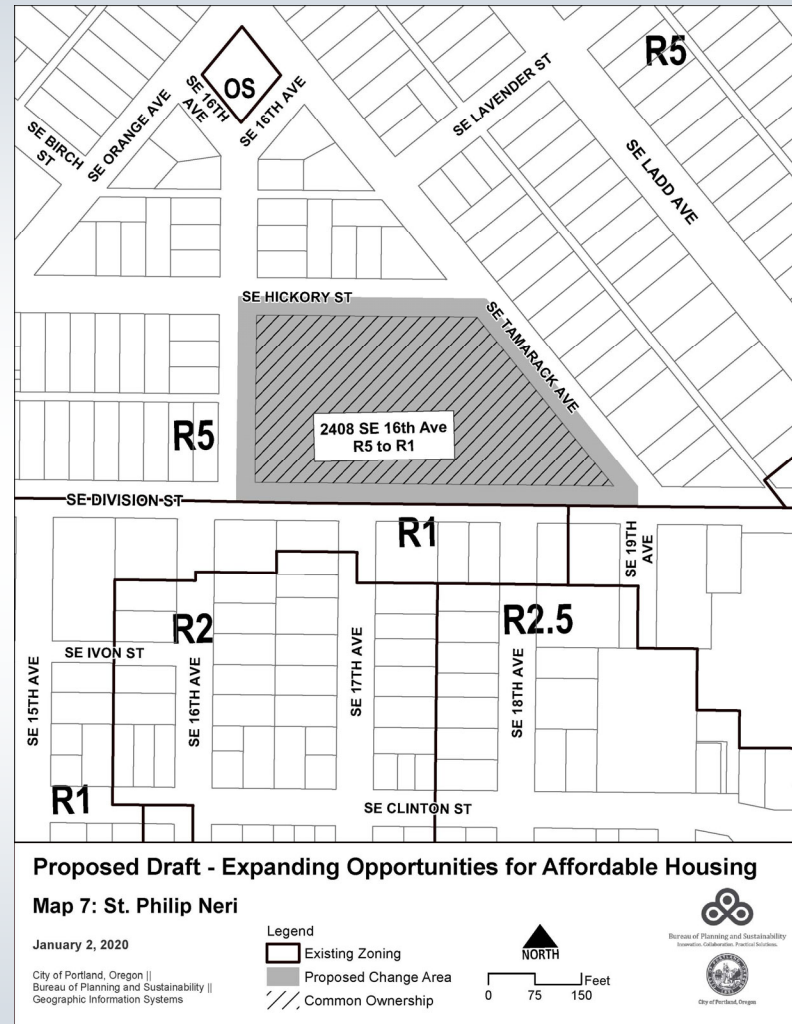 R5
OS
SE 16TH
AVE
SE 16TH AVE
SE LAVENDER ST
SE ORANGE AVE
SE BIRCH
ST
SE LADD AVE
SE HICKORY ST
SE TAMARACK AVE
R5
2408 SE 16th Ave
R5 to R1
SE DIVISION ST
R1
SE 19TH
AVE
R2
R2.5
SE IVON ST
SE 15TH AVE
SE 16TH AVE
SE 17TH AVE
SE 18TH AVE
R1
SE CLINTON ST
Proposed Draft - Expanding Opportunities for Affordable Housing
Map 7: St. Philip Neri
January 2, 2020
City of Portland, Oregon ||
Bureau of Planning and Sustainability ||
Geographic Information Systems
Legend
Existing Zoning
Proposed Change Area
Common Ownership
NORTH
Feet
0 75 150
Bureau of Planning and Sustainability
Innovation. Collaboration. Practical Solutions.
City of Portland, Oregon